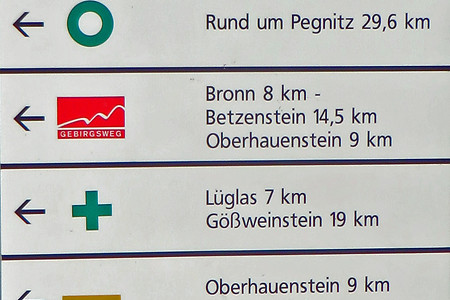 Rund um Pegnitz 29,6 km
Bronn 8 km -
Betzenstein 14,5 km
Oberhauenstein 9 km
GEBIRGSWEG
Lüglas 7 km
Gößweinstein 19 km
Oberhauenstein 9 km